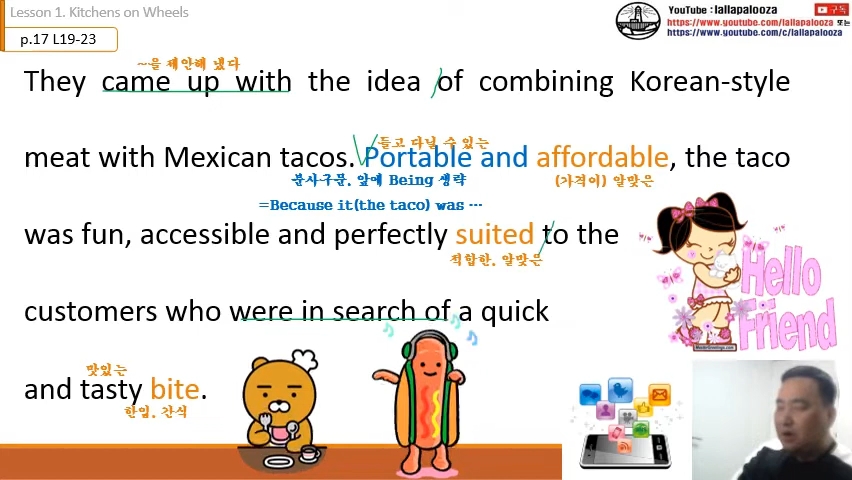 Lesson 1. Kitchens on Wheels
p.17 L19-23
YouTube : lallapalooza
구독
https://www.youtube.com/lallapalooza 또는
https://www.youtube.com/c/lallapalooza
~을 제안해 냈다
They came up with the idea of combining Korean-style
들고 다닐 수 있는
meat with Mexican tacos. Portable and affordable, the taco
분사구문. 앞에 Being 생략
(가격이) 알맞은
=Because it(the taco) was ···
was fun, accessible and perfectly suited to the
적합한. 알맞은
customers who were in search of a quick
맛있는
and tasty bite.
한입. 간식
Hello
Friend